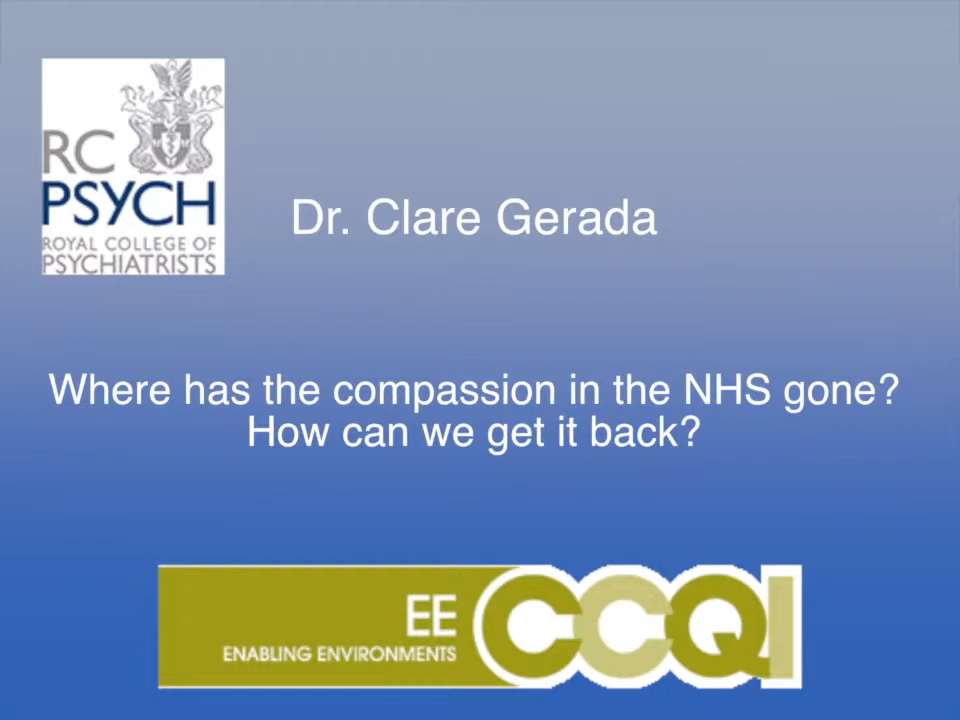 RC
PSYCH
ROYAL COLLEGE OF
PSYCHIATRISTS
Dr. Clare Gerada
Where has the compassion in the NHS gone?
How can we get it back?
EE
ENABLING ENVIRONMENTS
CCQI